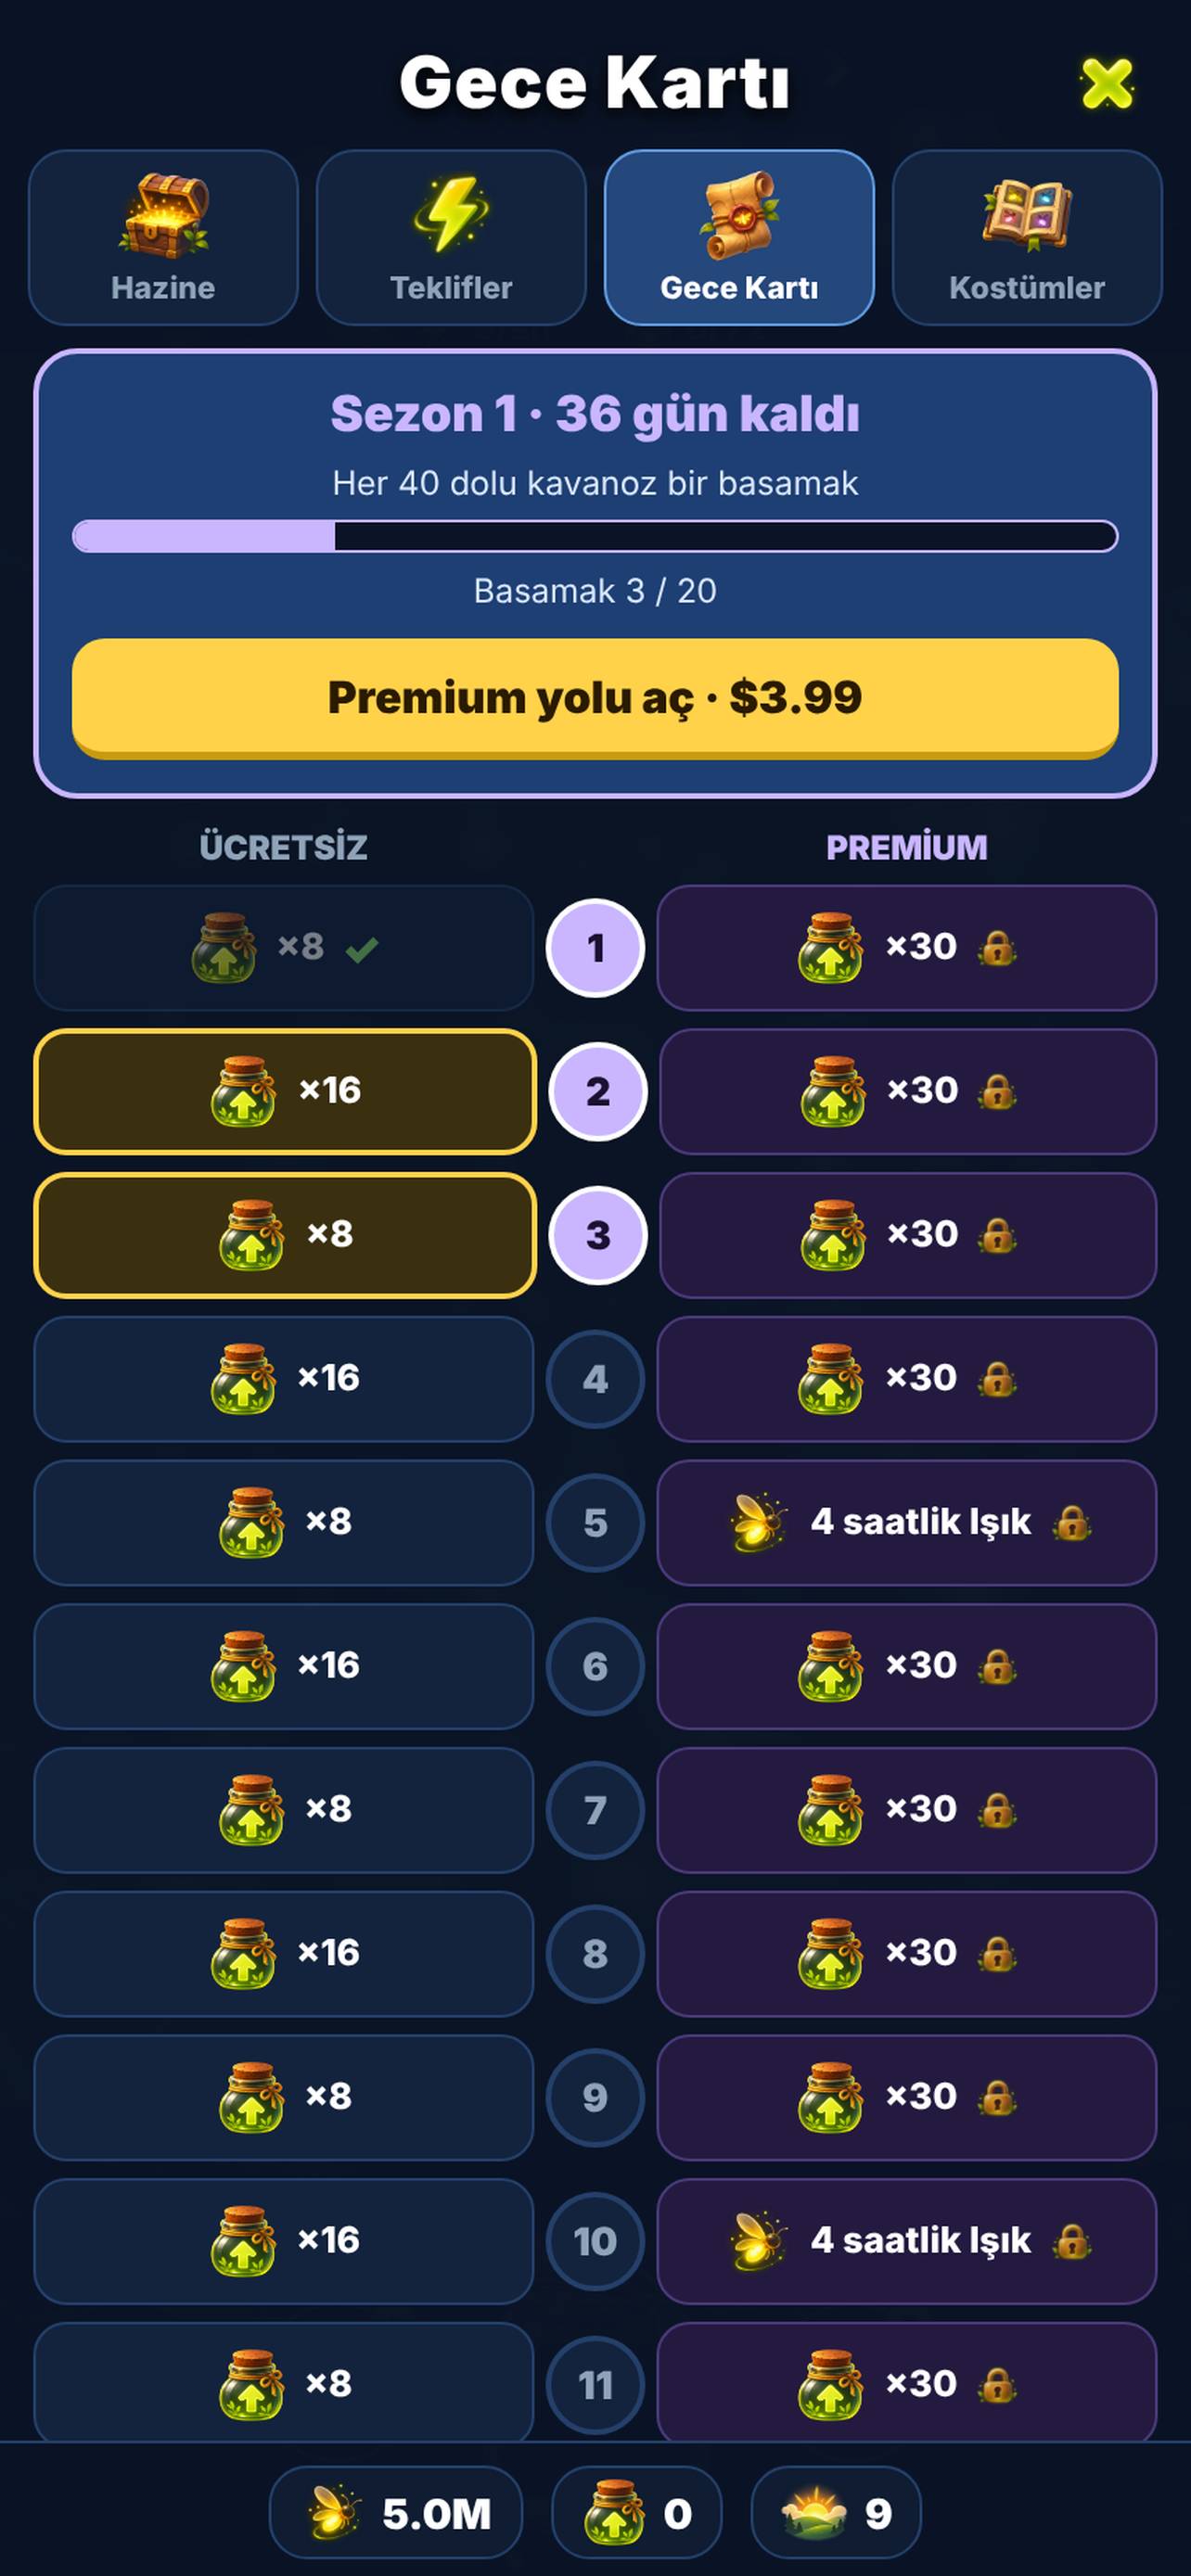 Gece Kartı
Hazine
Teklifler
Gece Kartı
Kostümler
Sezon 1 · 36 gün kaldı
Her 40 dolu kavanoz bir basamak
Basamak 3 / 20
Premium yolu aç · $3.99
ÜCRETSİZ
PREMİUM
×8
1
×30
×16
2
×30
×8
3
×30
×16
4
×30
×8
5
4 saatlik Işık
×16
6
×30
×8
7
×30
×16
8
×30
×8
9
×30
×16
10
4 saatlik Işık
×8
11
×30
5.0M
0
9